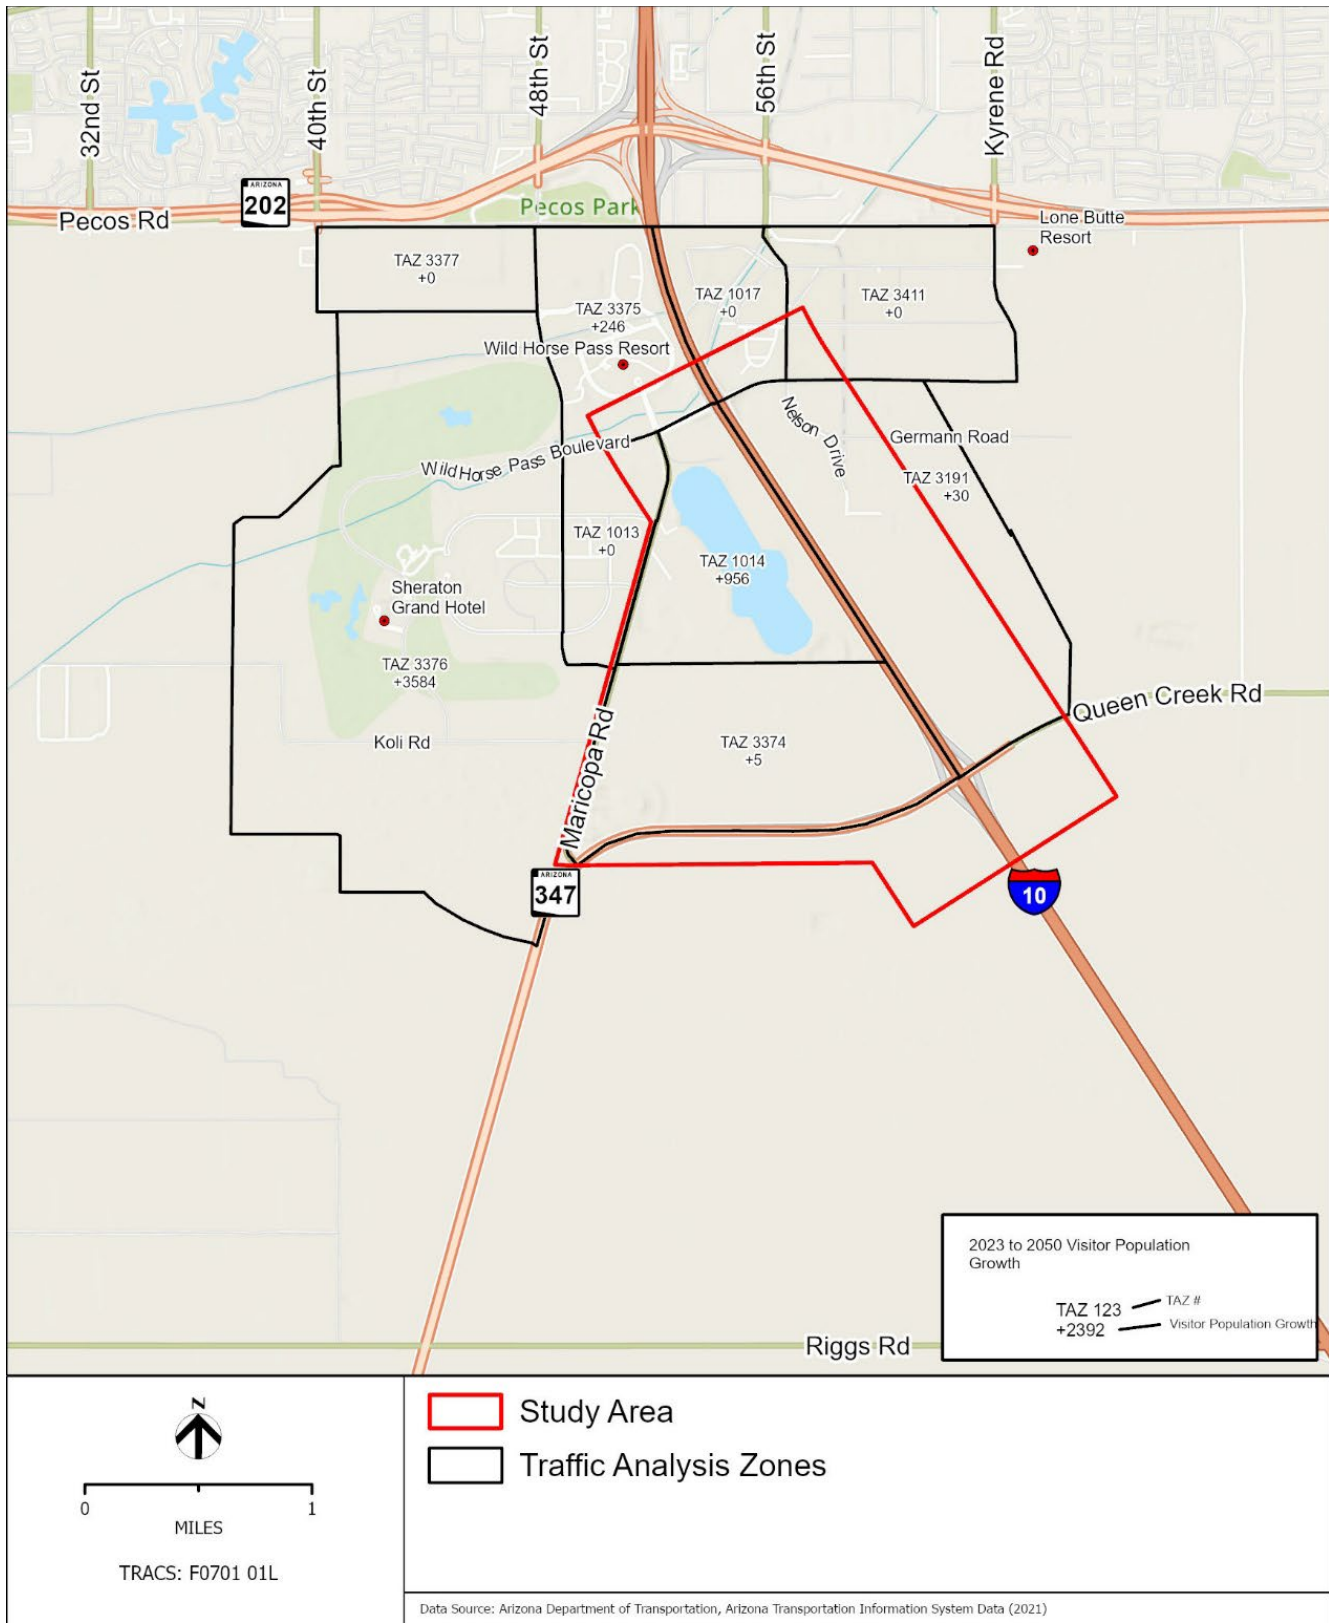 32nd St
40th St
48th St
56th St
Kyrene Rd
ARIZONA
202
Pecos Rd
Pecos Park
Lone Butte
Resort
TAZ 3377
+0
TAZ 3375
+246
TAZ 1017
+0
TAZ 3411
+0
Wild Horse Pass Resort
Nelson Drive
Germann Road
Wild Horse Pass Boulevard
TAZ 3191
+30
TAZ 1013
+0
TAZ 1014
+956
Sheraton
Grand Hotel
TAZ 3376
+3584
Queen Creek Rd
Koli Rd
Maricopa Rd
TAZ 3374
+5
ARIZONA
347
10
2023 to 2050 Visitor Population
Growth
TAZ 123
TAZ #
+2392
Visitor Population Growth
Riggs Rd
N
0 1
MILES
TRACS: F0701 01L
Study Area
Traffic Analysis Zones
Data Source: Arizona Department of Transportation, Arizona Transportation Information System Data (2021)